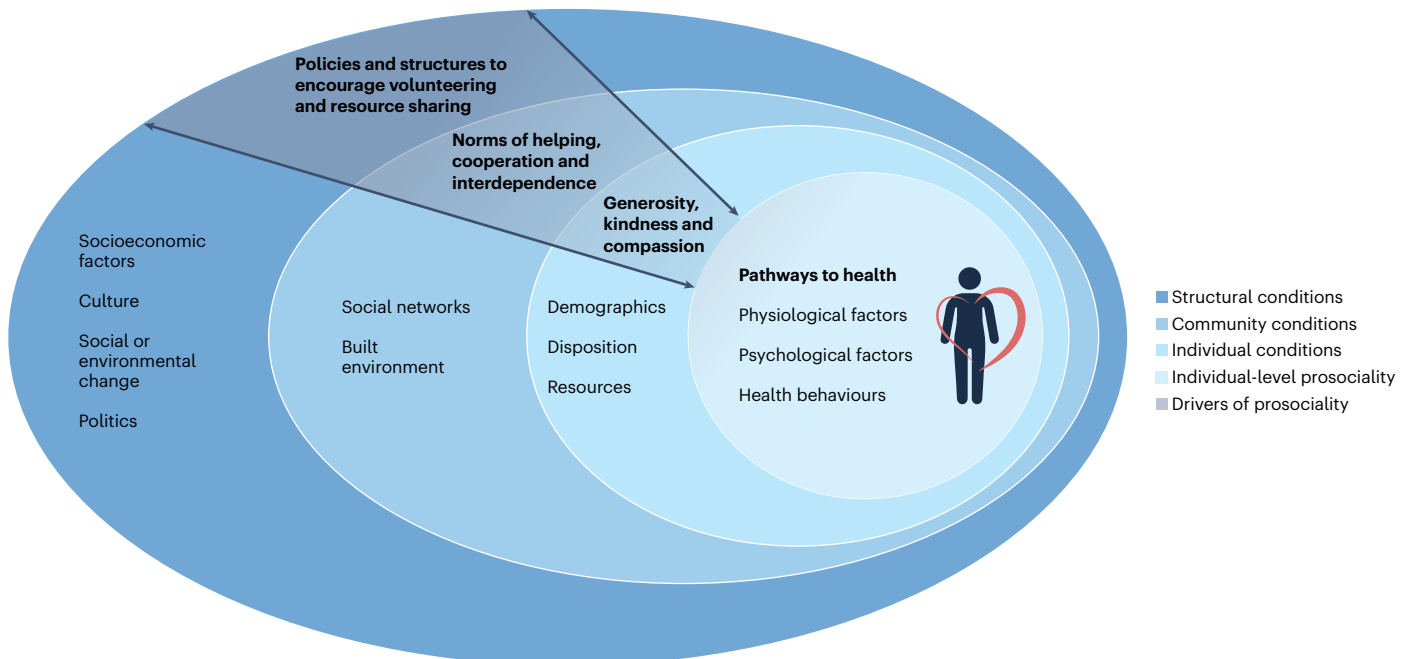 Policies and structures to
encourage volunteering
and resource sharing
Norms of helping,
cooperation and
interdependence
Generosity,
kindness and
compassion
Socioeconomic
factors
Culture
Social or
environmental
change
Politics
Social networks
Built
environment
Demographics
Disposition
Resources
Pathways to health
Physiological factors
Psychological factors
Health behaviours
Structural conditions
Community conditions
Individual conditions
Individual-level prosociality
Drivers of prosociality